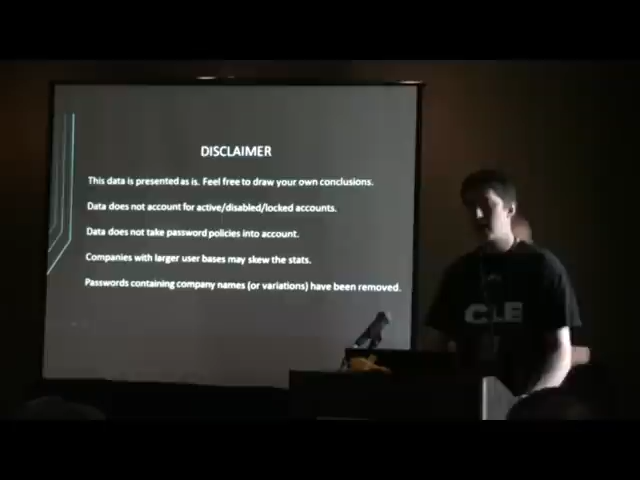 DISCLAIMER
This data is presented as is. Feel free to draw your own conclusions.
Data does not account for active/disabled/locked accounts.
Data does not take password policies into account.
Companies with larger user bases may skew the stats.
Passwords containing company names (or variations) have been removed.
CLE